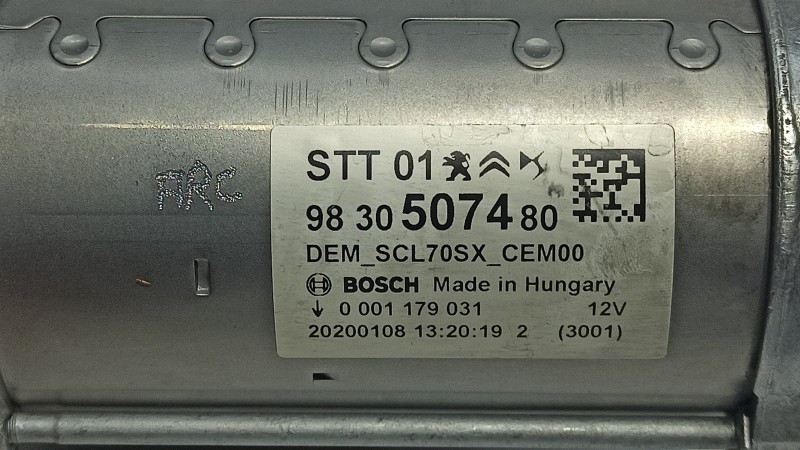 ARC
STT 01
98 30 5074 80
DEM_SCL70SX_CEM00
BOSCH Made in Hungary
↓ 0 001 179 031 12V
20200108 13:20:19 2 (3001)